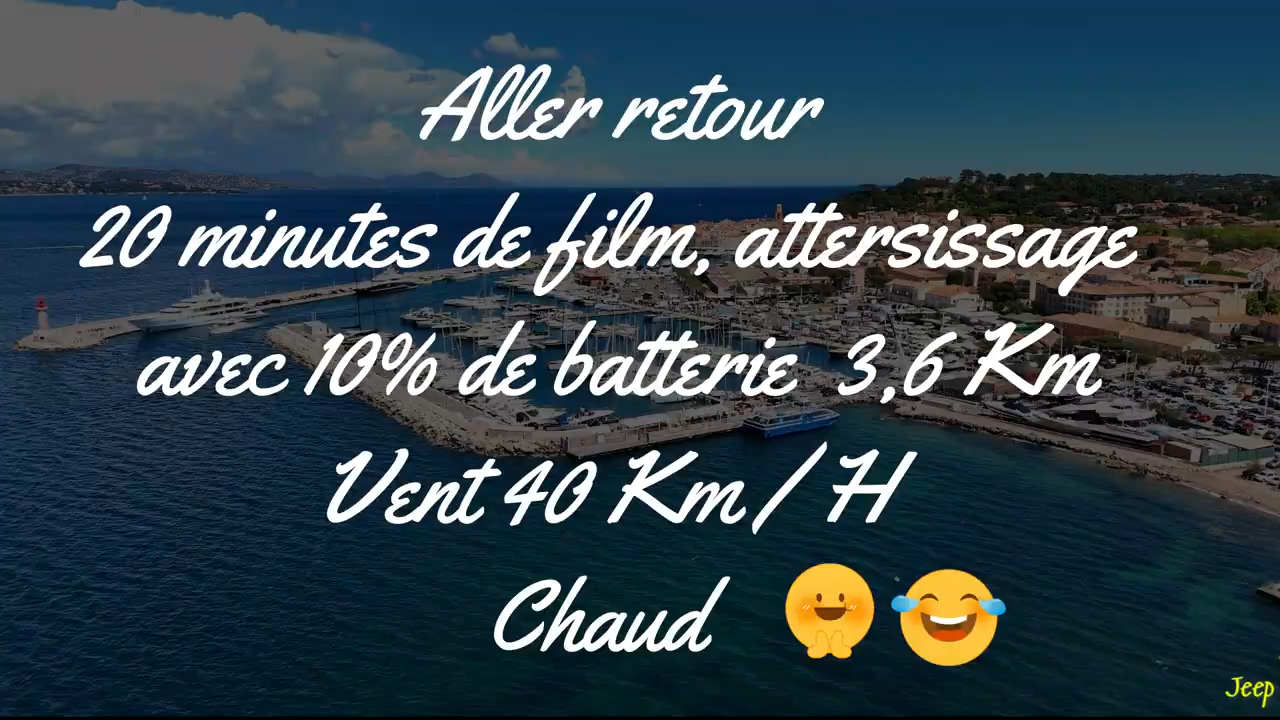 Aller retour
20 minutes de film, attersissage
avec 10% de batterie 3,6 Km
Vent 40 Km / H
Chaud
Jeep